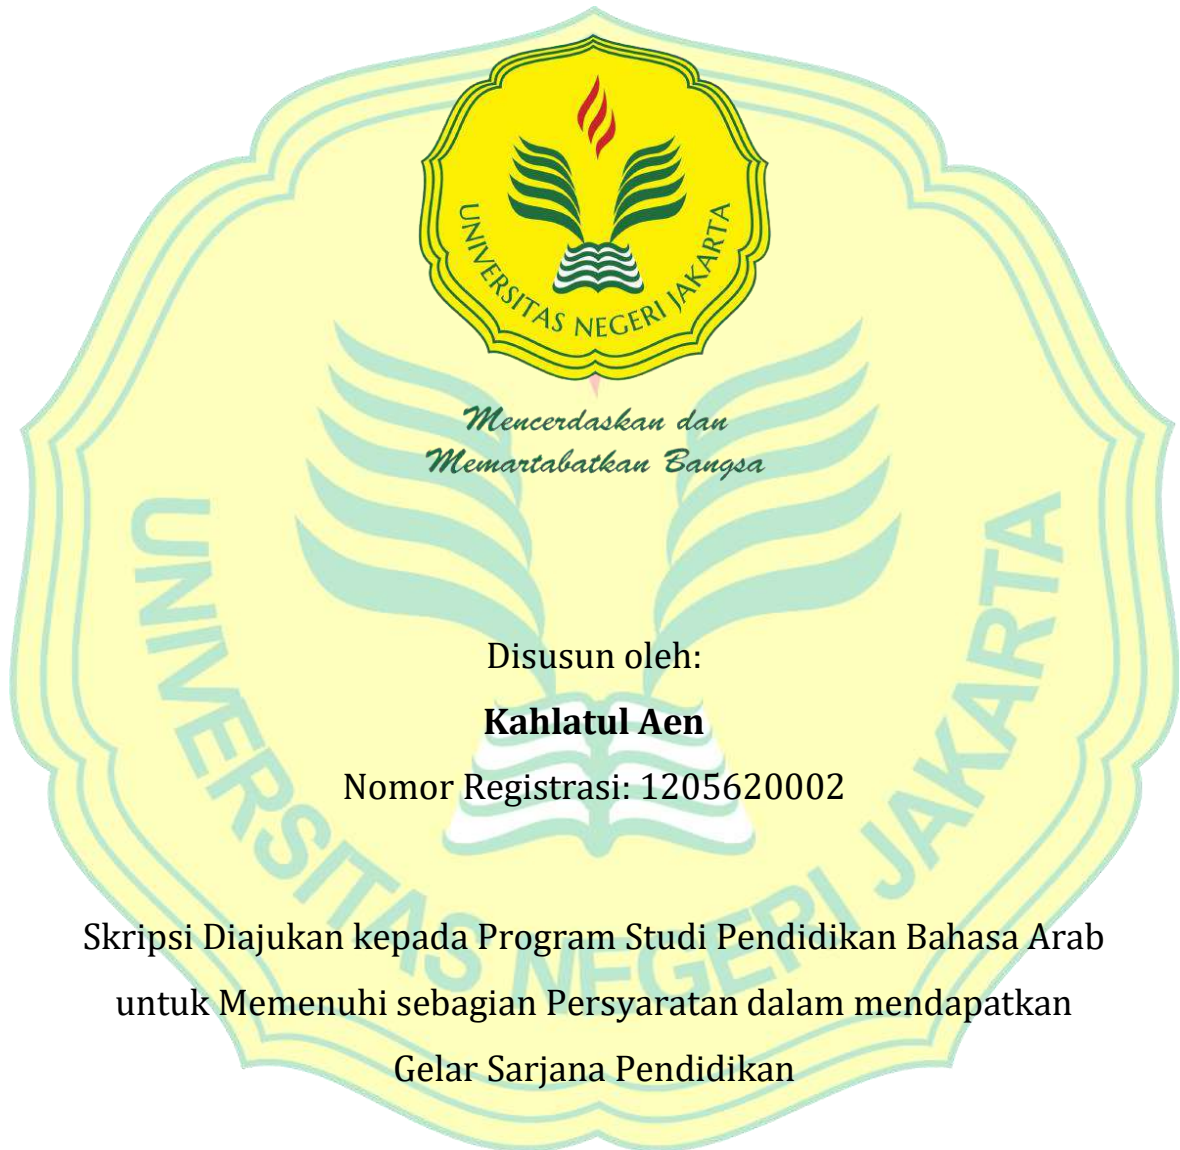 UNIVERSITAS NEGERI JAKARTA
Mencerdaskan dan
Memartabatkan Bangsa
UNIVERSITAS NEGERI JAKARTA
Disusun oleh:
Kahlatul Aen
Nomor Registrasi: 1205620002
Skripsi Diajukan kepada Program Studi Pendidikan Bahasa Arab
untuk Memenuhi sebagian Persyaratan dalam mendapatkan
Gelar Sarjana Pendidikan